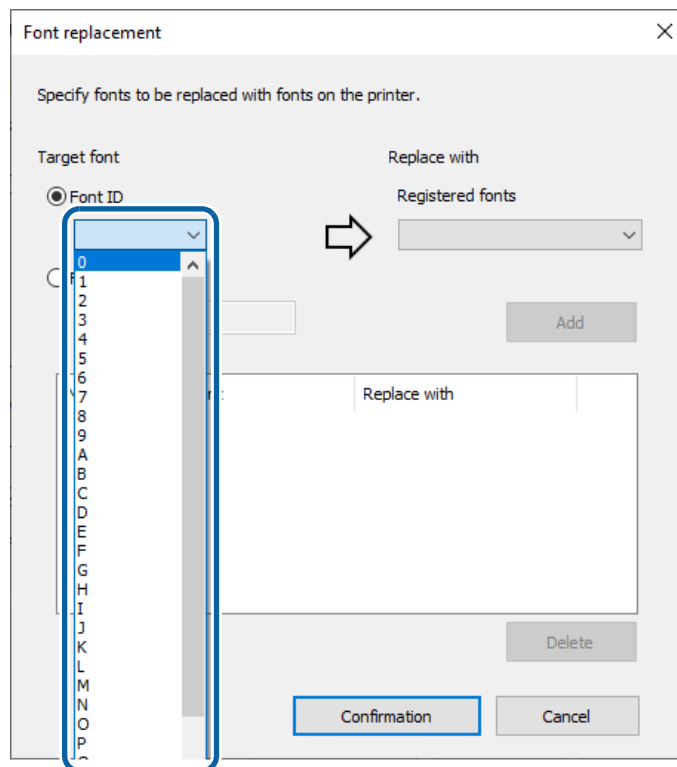 Font replacement
Specify fonts to be replaced with fonts on the printer.
Target font
Replace with
Font ID
Registered fonts
0
1
2
3
4
5
6
7
8
9
A
B
C
D
E
F
G
H
I
J
K
L
M
N
O
P
Add
Replace with
Delete
Confirmation
Cancel